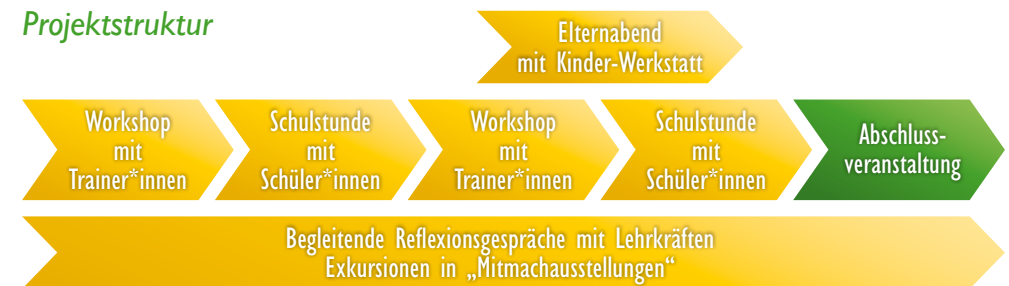 Projektstruktur
Elternabend
mit Kinder-Werkstatt
Workshop
mit
Trainer*innen
Schulstunde
mit
Schüler*innen
Workshop
mit
Trainer*innen
Schulstunde
mit
Schüler*innen
Abschluss-
veranstaltung
Begleitende Reflexionsgespräche mit Lehrkräften
Exkursionen in „Mitmachausstellungen“